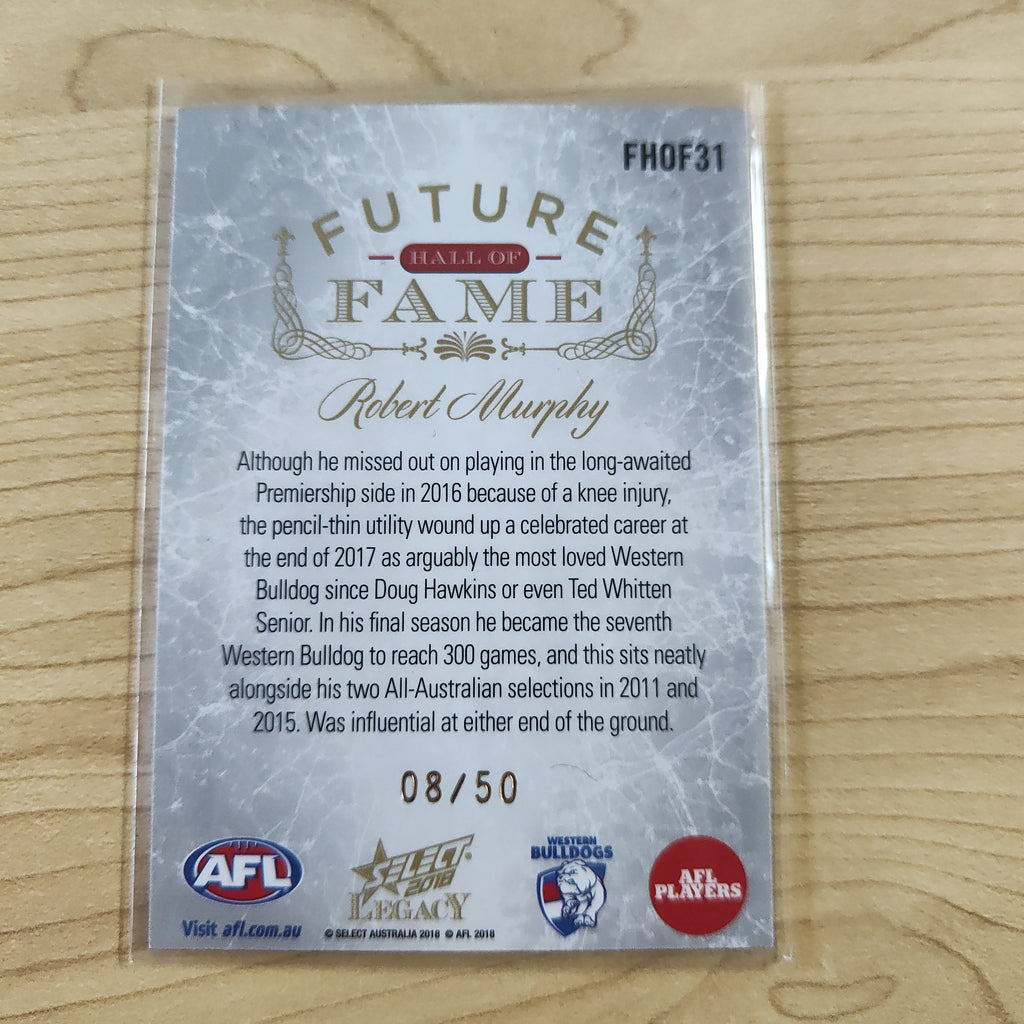 FHOF31
FUTURE
HALL OF
FAME
Robert Murphy
Although he missed out on playing in the long-awaited
Premiership side in 2016 because of a knee injury,
the pencil-thin utility wound up a celebrated career at
the end of 2017 as arguably the most loved Western
Bulldog since Doug Hawkins or even Ted Whitten
Senior. In his final season he became the seventh
Western Bulldog to reach 300 games, and this sits neatly
alongside his two All-Australian selections in 2011 and
2015. Was influential at either end of the ground.
08/50
AFL
Visit afl.com.au
SELECT
2018
LEGACY
© SELECT AUSTRALIA 2018 © AFL 2018
WESTERN
BULLDOGS
AFL
PLAYERS